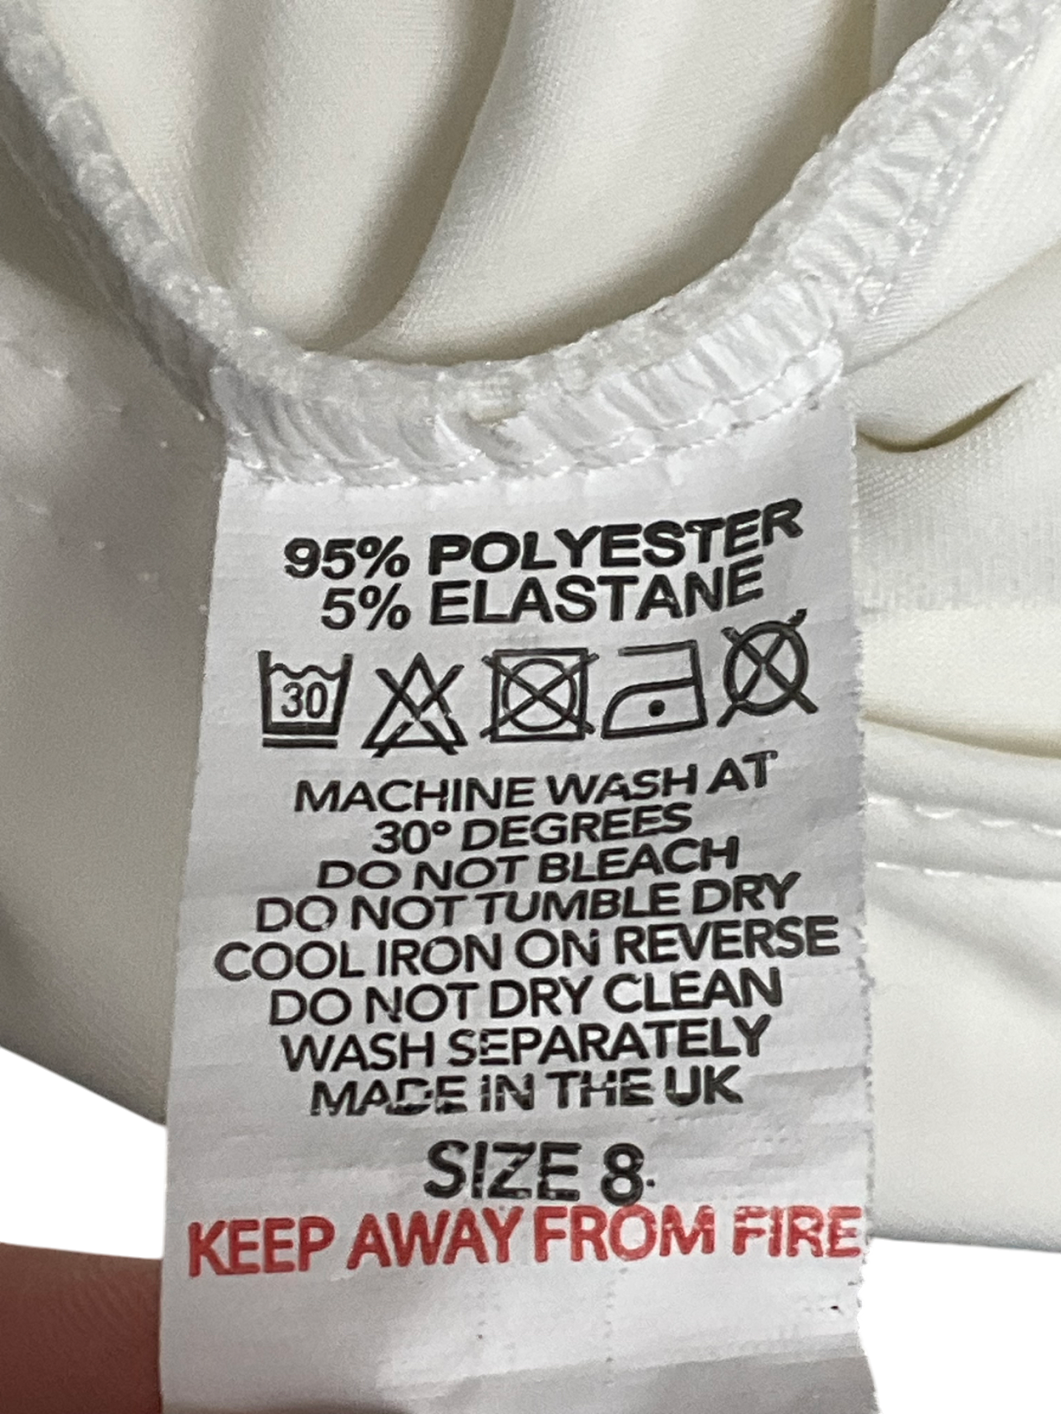 95% POLYESTER
5% ELASTANE
30
MACHINE WASH AT
30° DEGREES
DO NOT BLEACH
DO NOT TUMBLE DRY
COOL IRON ON REVERSE
DO NOT DRY CLEAN
WASH SEPARATELY
MADE IN THE UK
SIZE 8
KEEP AWAY FROM FIRE